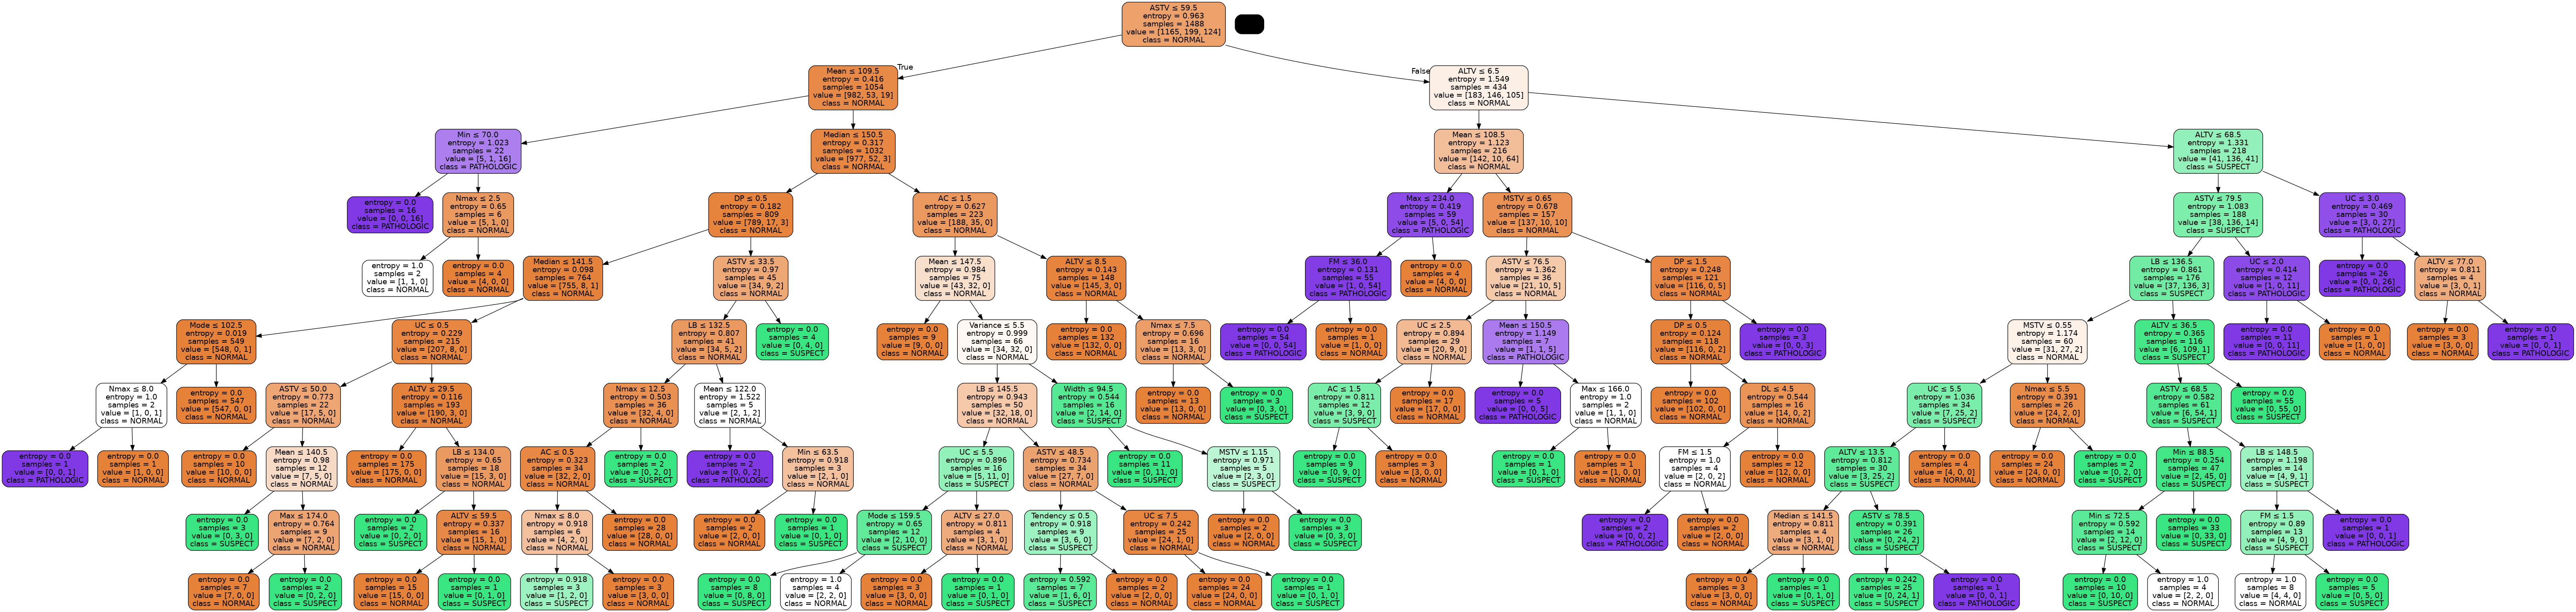 ASTV ≤ 59.5
entropy = 0.963
samples = 1488
value = [1165, 199, 124]
class = NORMAL
True
False
Mean ≤ 109.5
entropy = 0.416
samples = 1054
value = [982, 53, 19]
class = NORMAL
ALTV ≤ 6.5
entropy = 1.549
samples = 434
value = [183, 146, 105]
class = NORMAL
Min ≤ 70.0
entropy = 1.023
samples = 22
value = [5, 1, 16]
class = PATHOLOGIC
Median ≤ 150.5
entropy = 0.317
samples = 1032
value = [977, 52, 3]
class = NORMAL
Mean ≤ 108.5
entropy = 1.123
samples = 216
value = [142, 10, 64]
class = NORMAL
ALTV ≤ 68.5
entropy = 1.331
samples = 218
value = [41, 136, 41]
class = SUSPECT
entropy = 0.0
samples = 16
value = [0, 0, 16]
class = PATHOLOGIC
Nmax ≤ 2.5
entropy = 0.65
samples = 6
value = [5, 1, 0]
class = NORMAL
DP ≤ 0.5
entropy = 0.182
samples = 809
value = [789, 17, 3]
class = NORMAL
AC ≤ 1.5
entropy = 0.627
samples = 223
value = [188, 35, 0]
class = NORMAL
Max ≤ 234.0
entropy = 0.419
samples = 59
value = [5, 0, 54]
class = PATHOLOGIC
MSTV ≤ 0.65
entropy = 0.678
samples = 157
value = [137, 10, 10]
class = NORMAL
ASTV ≤ 79.5
entropy = 1.083
samples = 188
value = [38, 136, 14]
class = SUSPECT
UC ≤ 3.0
entropy = 0.469
samples = 30
value = [3, 0, 27]
class = PATHOLOGIC
entropy = 1.0
samples = 2
value = [1, 1, 0]
class = NORMAL
entropy = 0.0
samples = 4
value = [4, 0, 0]
class = NORMAL
Median ≤ 141.5
entropy = 0.098
samples = 764
value = [755, 8, 1]
class = NORMAL
ASTV ≤ 33.5
entropy = 0.97
samples = 45
value = [34, 9, 2]
class = NORMAL
Mean ≤ 147.5
entropy = 0.984
samples = 75
value = [43, 32, 0]
class = NORMAL
ALTV ≤ 8.5
entropy = 0.143
samples = 148
value = [145, 3, 0]
class = NORMAL
FM ≤ 36.0
entropy = 0.131
samples = 55
value = [1, 0, 54]
class = PATHOLOGIC
entropy = 0.0
samples = 4
value = [4, 0, 0]
class = NORMAL
ASTV ≤ 76.5
entropy = 1.362
samples = 36
value = [21, 10, 5]
class = NORMAL
DP ≤ 1.5
entropy = 0.248
samples = 121
value = [116, 0, 5]
class = NORMAL
LB ≤ 136.5
entropy = 0.861
samples = 176
value = [37, 136, 3]
class = SUSPECT
UC ≤ 2.0
entropy = 0.414
samples = 12
value = [1, 0, 11]
class = PATHOLOGIC
entropy = 0.0
samples = 26
value = [0, 0, 26]
class = PATHOLOGIC
ALTV ≤ 77.0
entropy = 0.811
samples = 4
value = [3, 0, 1]
class = NORMAL
Mode ≤ 102.5
entropy = 0.019
samples = 549
value = [548, 0, 1]
class = NORMAL
UC ≤ 0.5
entropy = 0.229
samples = 215
value = [207, 8, 0]
class = NORMAL
LB ≤ 132.5
entropy = 0.807
samples = 41
value = [34, 5, 2]
class = NORMAL
entropy = 0.0
samples = 4
value = [0, 4, 0]
class = SUSPECT
entropy = 0.0
samples = 9
value = [9, 0, 0]
class = NORMAL
Variance ≤ 5.5
entropy = 0.999
samples = 66
value = [34, 32, 0]
class = NORMAL
entropy = 0.0
samples = 132
value = [132, 0, 0]
class = NORMAL
Nmax ≤ 7.5
entropy = 0.696
samples = 16
value = [13, 3, 0]
class = NORMAL
entropy = 0.0
samples = 54
value = [0, 0, 54]
class = PATHOLOGIC
entropy = 0.0
samples = 1
value = [1, 0, 0]
class = NORMAL
UC ≤ 2.5
entropy = 0.894
samples = 29
value = [20, 9, 0]
class = NORMAL
Mean ≤ 150.5
entropy = 1.149
samples = 7
value = [1, 1, 5]
class = PATHOLOGIC
DP ≤ 0.5
entropy = 0.124
samples = 118
value = [116, 0, 2]
class = NORMAL
entropy = 0.0
samples = 3
value = [0, 0, 3]
class = PATHOLOGIC
MSTV ≤ 0.55
entropy = 1.174
samples = 60
value = [31, 27, 2]
class = NORMAL
ALTV ≤ 36.5
entropy = 0.365
samples = 116
value = [6, 109, 1]
class = SUSPECT
entropy = 0.0
samples = 11
value = [0, 0, 11]
class = PATHOLOGIC
entropy = 0.0
samples = 1
value = [1, 0, 0]
class = NORMAL
entropy = 0.0
samples = 3
value = [3, 0, 0]
class = NORMAL
entropy = 0.0
samples = 1
value = [0, 0, 1]
class = PATHOLOGIC
Nmax ≤ 8.0
entropy = 1.0
samples = 2
value = [1, 0, 1]
class = NORMAL
entropy = 0.0
samples = 547
value = [547, 0, 0]
class = NORMAL
ASTV ≤ 50.0
entropy = 0.773
samples = 22
value = [17, 5, 0]
class = NORMAL
ALTV ≤ 29.5
entropy = 0.116
samples = 193
value = [190, 3, 0]
class = NORMAL
Nmax ≤ 12.5
entropy = 0.503
samples = 36
value = [32, 4, 0]
class = NORMAL
Mean ≤ 122.0
entropy = 1.522
samples = 5
value = [2, 1, 2]
class = NORMAL
LB ≤ 145.5
entropy = 0.943
samples = 50
value = [32, 18, 0]
class = NORMAL
Width ≤ 94.5
entropy = 0.544
samples = 16
value = [2, 14, 0]
class = SUSPECT
entropy = 0.0
samples = 13
value = [13, 0, 0]
class = NORMAL
entropy = 0.0
samples = 3
value = [0, 3, 0]
class = SUSPECT
AC ≤ 1.5
entropy = 0.811
samples = 12
value = [3, 9, 0]
class = SUSPECT
entropy = 0.0
samples = 17
value = [17, 0, 0]
class = NORMAL
entropy = 0.0
samples = 5
value = [0, 0, 5]
class = PATHOLOGIC
Max ≤ 166.0
entropy = 1.0
samples = 2
value = [1, 1, 0]
class = NORMAL
entropy = 0.0
samples = 102
value = [102, 0, 0]
class = NORMAL
DL ≤ 4.5
entropy = 0.544
samples = 16
value = [14, 0, 2]
class = NORMAL
UC ≤ 5.5
entropy = 1.036
samples = 34
value = [7, 25, 2]
class = SUSPECT
Nmax ≤ 5.5
entropy = 0.391
samples = 26
value = [24, 2, 0]
class = NORMAL
ASTV ≤ 68.5
entropy = 0.582
samples = 61
value = [6, 54, 1]
class = SUSPECT
entropy = 0.0
samples = 55
value = [0, 55, 0]
class = SUSPECT
entropy = 0.0
samples = 1
value = [0, 0, 1]
class = PATHOLOGIC
entropy = 0.0
samples = 1
value = [1, 0, 0]
class = NORMAL
entropy = 0.0
samples = 10
value = [10, 0, 0]
class = NORMAL
Mean ≤ 140.5
entropy = 0.98
samples = 12
value = [7, 5, 0]
class = NORMAL
entropy = 0.0
samples = 175
value = [175, 0, 0]
class = NORMAL
LB ≤ 134.0
entropy = 0.65
samples = 18
value = [15, 3, 0]
class = NORMAL
AC ≤ 0.5
entropy = 0.323
samples = 34
value = [32, 2, 0]
class = NORMAL
entropy = 0.0
samples = 2
value = [0, 2, 0]
class = SUSPECT
entropy = 0.0
samples = 2
value = [0, 0, 2]
class = PATHOLOGIC
Min ≤ 63.5
entropy = 0.918
samples = 3
value = [2, 1, 0]
class = NORMAL
UC ≤ 5.5
entropy = 0.896
samples = 16
value = [5, 11, 0]
class = SUSPECT
ASTV ≤ 48.5
entropy = 0.734
samples = 34
value = [27, 7, 0]
class = NORMAL
entropy = 0.0
samples = 11
value = [0, 11, 0]
class = SUSPECT
MSTV ≤ 1.15
entropy = 0.971
samples = 5
value = [2, 3, 0]
class = SUSPECT
entropy = 0.0
samples = 9
value = [0, 9, 0]
class = SUSPECT
entropy = 0.0
samples = 3
value = [3, 0, 0]
class = NORMAL
entropy = 0.0
samples = 1
value = [0, 1, 0]
class = SUSPECT
entropy = 0.0
samples = 1
value = [1, 0, 0]
class = NORMAL
FM ≤ 1.5
entropy = 1.0
samples = 4
value = [2, 0, 2]
class = NORMAL
entropy = 0.0
samples = 12
value = [12, 0, 0]
class = NORMAL
ALTV ≤ 13.5
entropy = 0.812
samples = 30
value = [3, 25, 2]
class = SUSPECT
entropy = 0.0
samples = 4
value = [4, 0, 0]
class = NORMAL
entropy = 0.0
samples = 24
value = [24, 0, 0]
class = NORMAL
entropy = 0.0
samples = 2
value = [0, 2, 0]
class = SUSPECT
Min ≤ 88.5
entropy = 0.254
samples = 47
value = [2, 45, 0]
class = SUSPECT
LB ≤ 148.5
entropy = 1.198
samples = 14
value = [4, 9, 1]
class = SUSPECT
entropy = 0.0
samples = 3
value = [0, 3, 0]
class = SUSPECT
Max ≤ 174.0
entropy = 0.764
samples = 9
value = [7, 2, 0]
class = NORMAL
entropy = 0.0
samples = 2
value = [0, 2, 0]
class = SUSPECT
ALTV ≤ 59.5
entropy = 0.337
samples = 16
value = [15, 1, 0]
class = NORMAL
Nmax ≤ 8.0
entropy = 0.918
samples = 6
value = [4, 2, 0]
class = NORMAL
entropy = 0.0
samples = 28
value = [28, 0, 0]
class = NORMAL
entropy = 0.0
samples = 2
value = [2, 0, 0]
class = NORMAL
entropy = 0.0
samples = 1
value = [0, 1, 0]
class = SUSPECT
Mode ≤ 159.5
entropy = 0.65
samples = 12
value = [2, 10, 0]
class = SUSPECT
ALTV ≤ 27.0
entropy = 0.811
samples = 4
value = [3, 1, 0]
class = NORMAL
Tendency ≤ 0.5
entropy = 0.918
samples = 9
value = [3, 6, 0]
class = SUSPECT
UC ≤ 7.5
entropy = 0.242
samples = 25
value = [24, 1, 0]
class = NORMAL
entropy = 0.0
samples = 2
value = [2, 0, 0]
class = NORMAL
entropy = 0.0
samples = 3
value = [0, 3, 0]
class = SUSPECT
entropy = 0.0
samples = 2
value = [0, 0, 2]
class = PATHOLOGIC
entropy = 0.0
samples = 2
value = [2, 0, 0]
class = NORMAL
Median ≤ 141.5
entropy = 0.811
samples = 4
value = [3, 1, 0]
class = NORMAL
ASTV ≤ 78.5
entropy = 0.391
samples = 26
value = [0, 24, 2]
class = SUSPECT
Min ≤ 72.5
entropy = 0.592
samples = 14
value = [2, 12, 0]
class = SUSPECT
entropy = 0.0
samples = 33
value = [0, 33, 0]
class = SUSPECT
FM ≤ 1.5
entropy = 0.89
samples = 13
value = [4, 9, 0]
class = SUSPECT
entropy = 0.0
samples = 1
value = [0, 0, 1]
class = PATHOLOGIC
entropy = 0.0
samples = 7
value = [7, 0, 0]
class = NORMAL
entropy = 0.0
samples = 2
value = [0, 2, 0]
class = SUSPECT
entropy = 0.0
samples = 15
value = [15, 0, 0]
class = NORMAL
entropy = 0.0
samples = 1
value = [0, 1, 0]
class = SUSPECT
entropy = 0.918
samples = 3
value = [1, 2, 0]
class = SUSPECT
entropy = 0.0
samples = 3
value = [3, 0, 0]
class = NORMAL
entropy = 0.0
samples = 8
value = [0, 8, 0]
class = SUSPECT
entropy = 1.0
samples = 4
value = [2, 2, 0]
class = NORMAL
entropy = 0.0
samples = 3
value = [3, 0, 0]
class = NORMAL
entropy = 0.0
samples = 1
value = [0, 1, 0]
class = SUSPECT
entropy = 0.592
samples = 7
value = [1, 6, 0]
class = SUSPECT
entropy = 0.0
samples = 2
value = [2, 0, 0]
class = NORMAL
entropy = 0.0
samples = 24
value = [24, 0, 0]
class = NORMAL
entropy = 0.0
samples = 1
value = [0, 1, 0]
class = SUSPECT
entropy = 0.0
samples = 3
value = [3, 0, 0]
class = NORMAL
entropy = 0.0
samples = 1
value = [0, 1, 0]
class = SUSPECT
entropy = 0.242
samples = 25
value = [0, 24, 1]
class = SUSPECT
entropy = 0.0
samples = 1
value = [0, 0, 1]
class = PATHOLOGIC
entropy = 0.0
samples = 10
value = [0, 10, 0]
class = SUSPECT
entropy = 1.0
samples = 4
value = [2, 2, 0]
class = NORMAL
entropy = 1.0
samples = 8
value = [4, 4, 0]
class = NORMAL
entropy = 0.0
samples = 5
value = [0, 5, 0]
class = SUSPECT